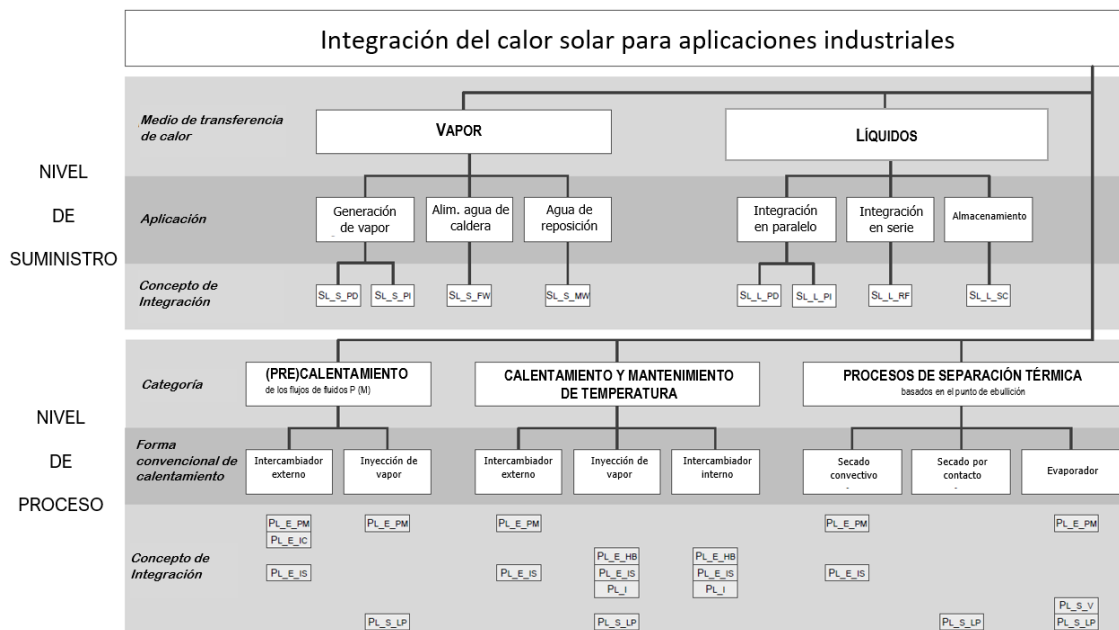 Integración del calor solar para aplicaciones industriales
Medio de transferencia
de calor
VAPOR
LÍQUIDOS
NIVEL
DE
SUMINISTRO
Aplicación
Generación
de vapor
Alim. agua de
caldera
Agua de
reposición
Integración
en paralelo
Integración
en serie
Almacenamiento
Concepto de
Integración
SL_S_PD
SL_S_PI
SL_S_FW
SL_S_MW
SL_L_PD
SL_L_PI
SL_L_RF
SL_L_SC
NIVEL
DE
PROCESO
Categoría
(PRE)CALENTAMIENTO
de los flujos de fluidos P (M)
CALENTAMIENTO Y MANTENIMIENTO
DE TEMPERATURA
PROCESOS DE SEPARACIÓN TÉRMICA
basados en el punto de ebullición
Forma
convencional de
calentamiento
Intercambiador
externo
Inyección de
vapor
Intercambiador
externo
Inyección de
vapor
Intercambiador
interno
Secado
convectivo
Secado por
contacto
Evaporador
Concepto de
Integración
PL_E_PM
PL_E_PM
PL_E_PM
PL_E_PM
PL_E_PM
PL_E_IC
PL_E_HB
PL_E_HB
PL_E_IS
PL_E_IS
PL_E_IS
PL_E_IS
PL_E_IS
PL_I
PL_I
PL_S_V
PL_S_LP
PL_S_LP
PL_S_LP
PL_S_LP